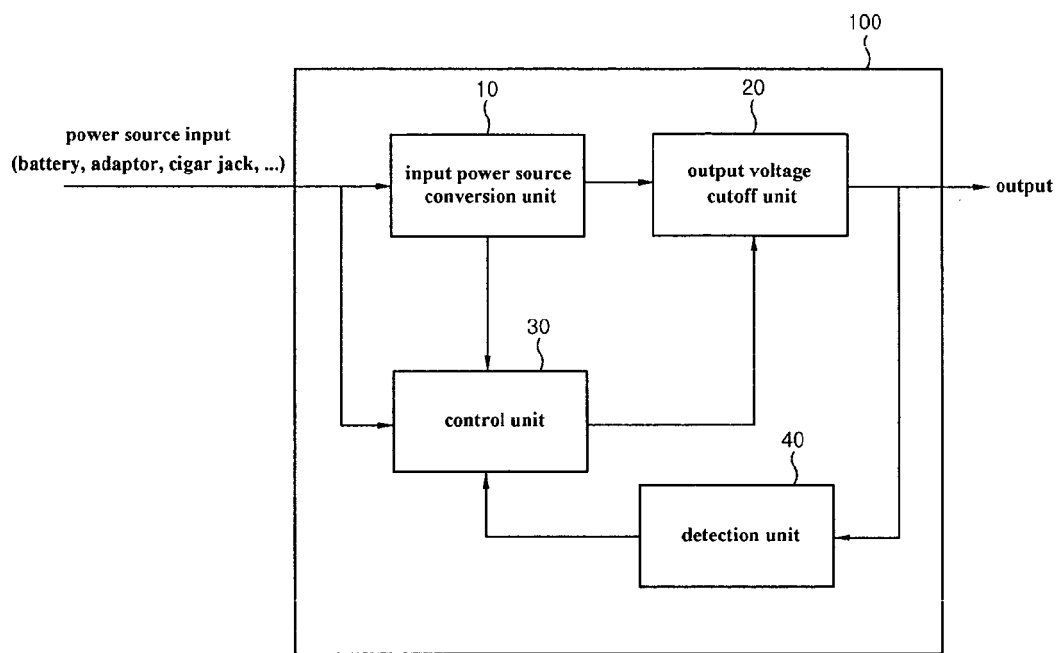 100
10
20
power source input
(battery, adaptor, cigar jack, ...)
input power source
conversion unit
output voltage
cutoff unit
output
30
control unit
40
detection unit